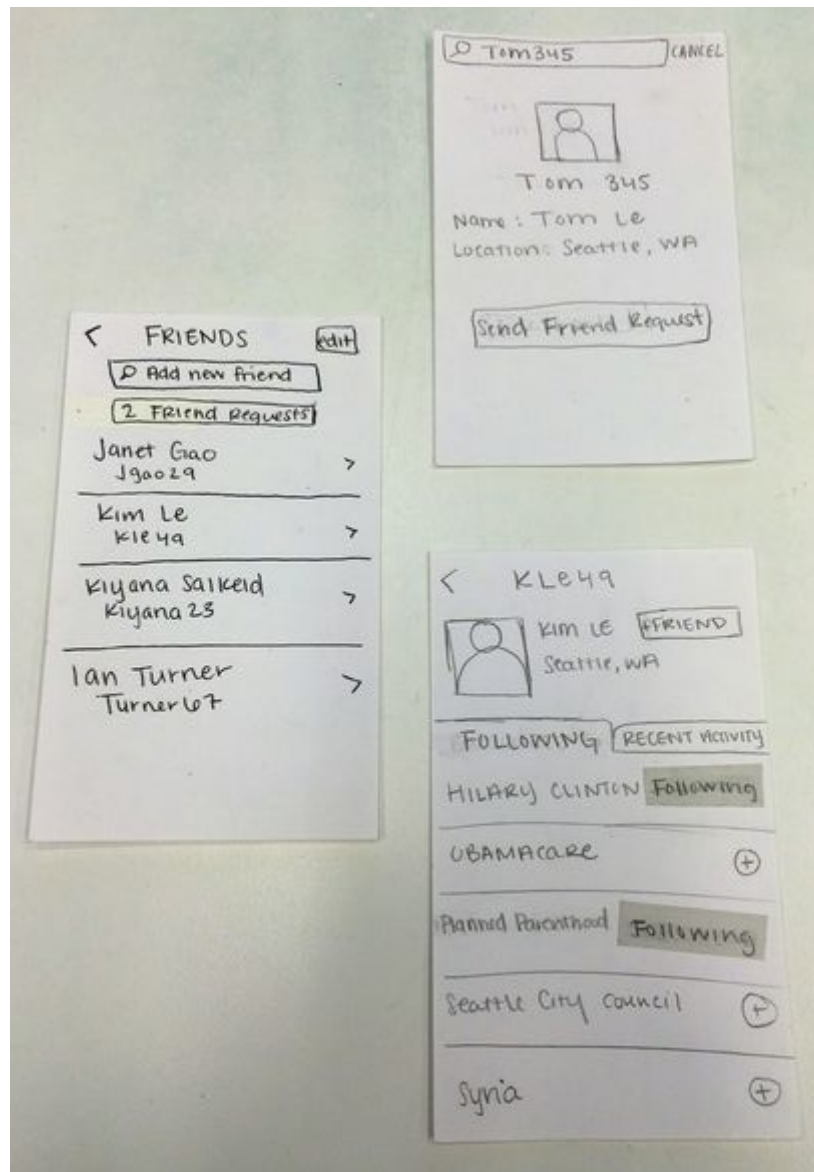 Tom345 CANCEL
Tom 345
Name: Tom Le
Location: Seattle, WA
Send Friend Request
< FRIENDS edit
Add new friend
2 Friend Requests
Janet Gao >
Jgao29
Kim Le >
Kle49
Kiyana Salkeid >
Kiyana23
Ian Turner >
Turner67
< KLe49
Kim Le +FRIEND
Seattle, WA
FOLLOWING RECENT ACTIVITY
HILARY CLINTON Following
OBAMACARE +
Planned Parenthood Following
Seattle City Council +
Syria +